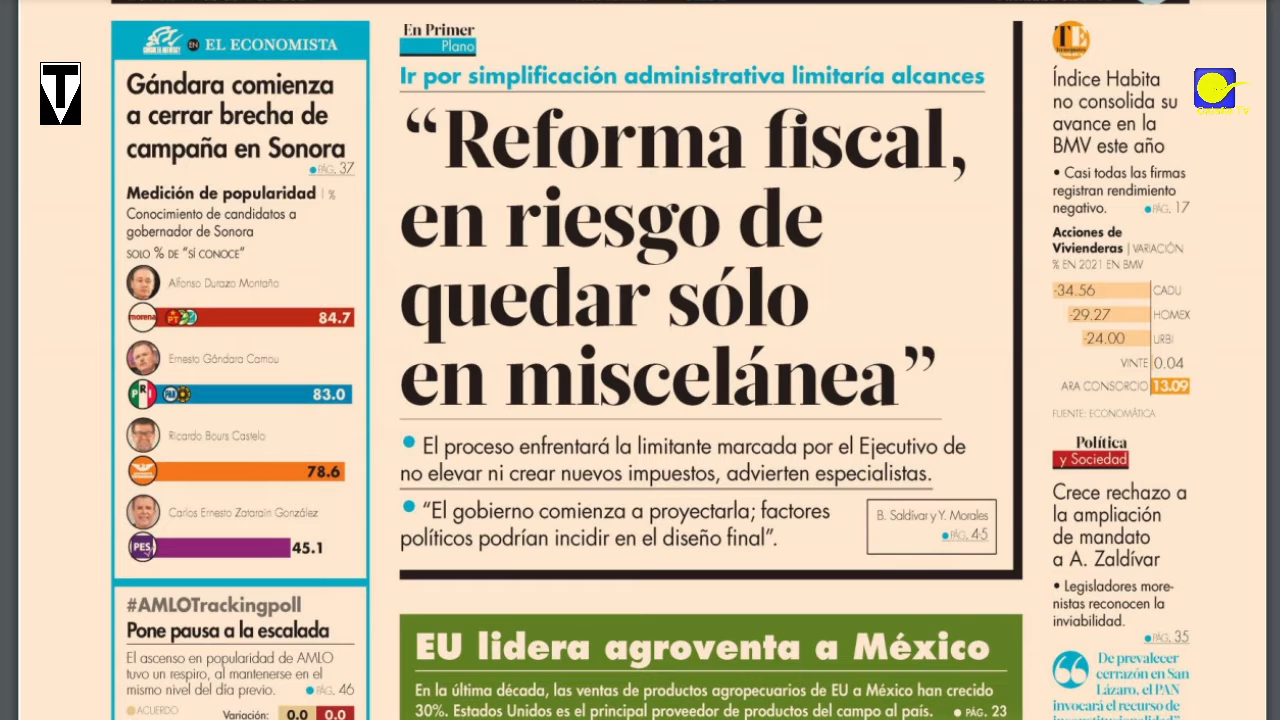 EN EL ECONOMISTA
Gándara comienza
a cerrar brecha de
campaña en Sonora
PÁG. 37
Medición de popularidad | %
Conocimiento de candidatos a
gobernador de Sonora
SOLO % DE “SÍ CONOCE”
Alfonso Durazo Montaño
morena PT
84.7
Ernesto Gándara Camou
PRI PAN
83.0
Ricardo Bours Castelo
78.6
Carlos Ernesto Zatarain González
PES
45.1
#AMLOTrackingpoll
Pone pausa a la escalada
El ascenso en popularidad de AMLO
tuvo un respiro, al mantenerse en el
mismo nivel del día previo. • PÁG. 46
ACUERDO
Variación: 0.0 0.0
En Primer
Plano
Ir por simplificación administrativa limitaría alcances
“Reforma fiscal,
en riesgo de
quedar sólo
en miscelánea”
• El proceso enfrentará la limitante marcada por el Ejecutivo de
no elevar ni crear nuevos impuestos, advierten especialistas.
• “El gobierno comienza a proyectarla; factores
políticos podrían incidir en el diseño final”.
B. Saldívar y Y. Morales
• PÁG. 4-5
EU lidera agroventa a México
En la última década, las ventas de productos agropecuarios de EU a México han crecido
30%. Estados Unidos es el principal proveedor de productos del campo al país. • PÁG. 23
TE
Termómetro
Económico
Índice Habita
no consolida su
avance en la
BMV este año
• Casi todas las firmas
registran rendimiento
negativo. • PÁG. 17
Acciones de
Vivienderas | VARIACIÓN
% EN 2021 EN BMV
-34.56 CADU
-29.27 HOMEX
-24.00 URBI
VINTE 0.04
ARA CONSORCIO 13.09
FUENTE: ECONOMÁTICA
Política
y Sociedad
Crece rechazo a
la ampliación
de mandato
a A. Zaldívar
• Legisladores more-
nistas reconocen la
inviabilidad.
• PÁG. 35
De prevalecer
cerrazón en San
Lázaro, el PAN
invocará el recurso de
inconstitucionalidad”
TV